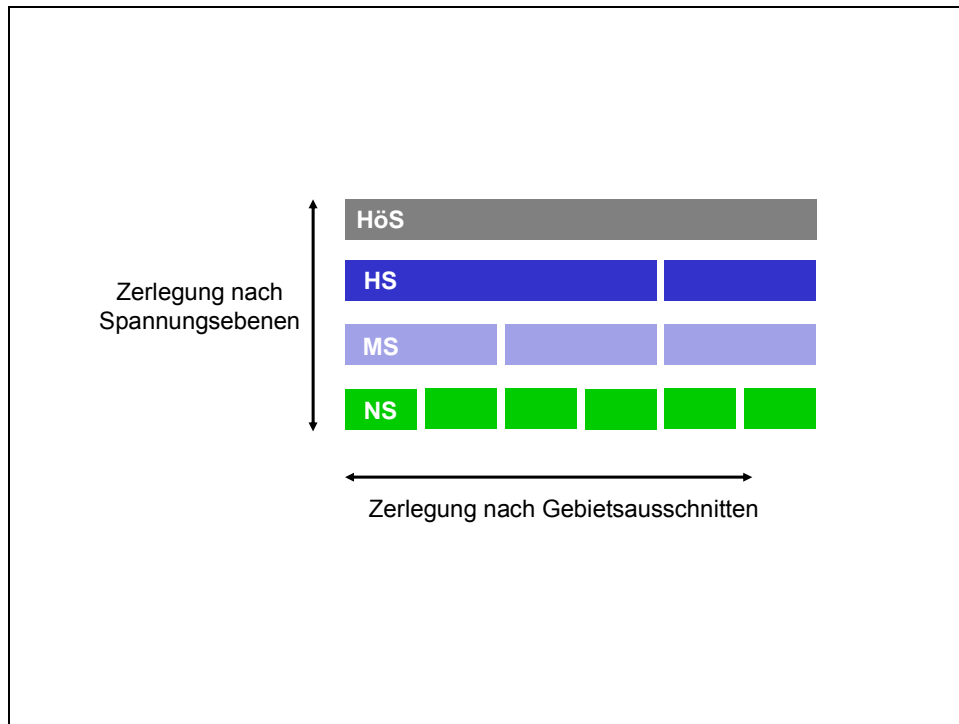 HöS
HS
Zerlegung nach
Spannungsebenen
MS
NS
Zerlegung nach Gebietsausschnitten